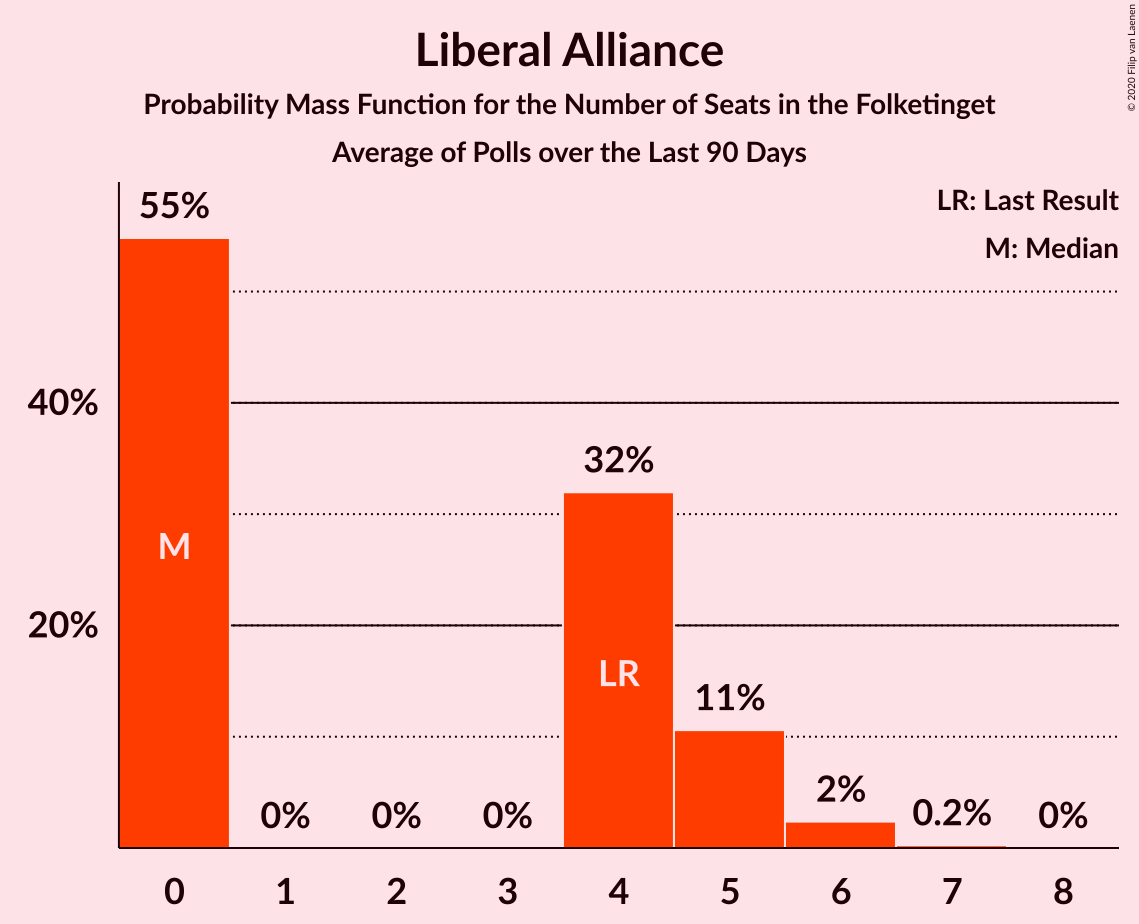 Liberal Alliance
Probability Mass Function for the Number of Seats in the Folketinget
Average of Polls over the Last 90 Days
© 2020 Filip van Laenen
LR: Last Result
M: Median
55%
40%
32%
M
20%
LR
11%
2%
0% 0% 0% 0.2% 0%
0 1 2 3 4 5 6 7 8